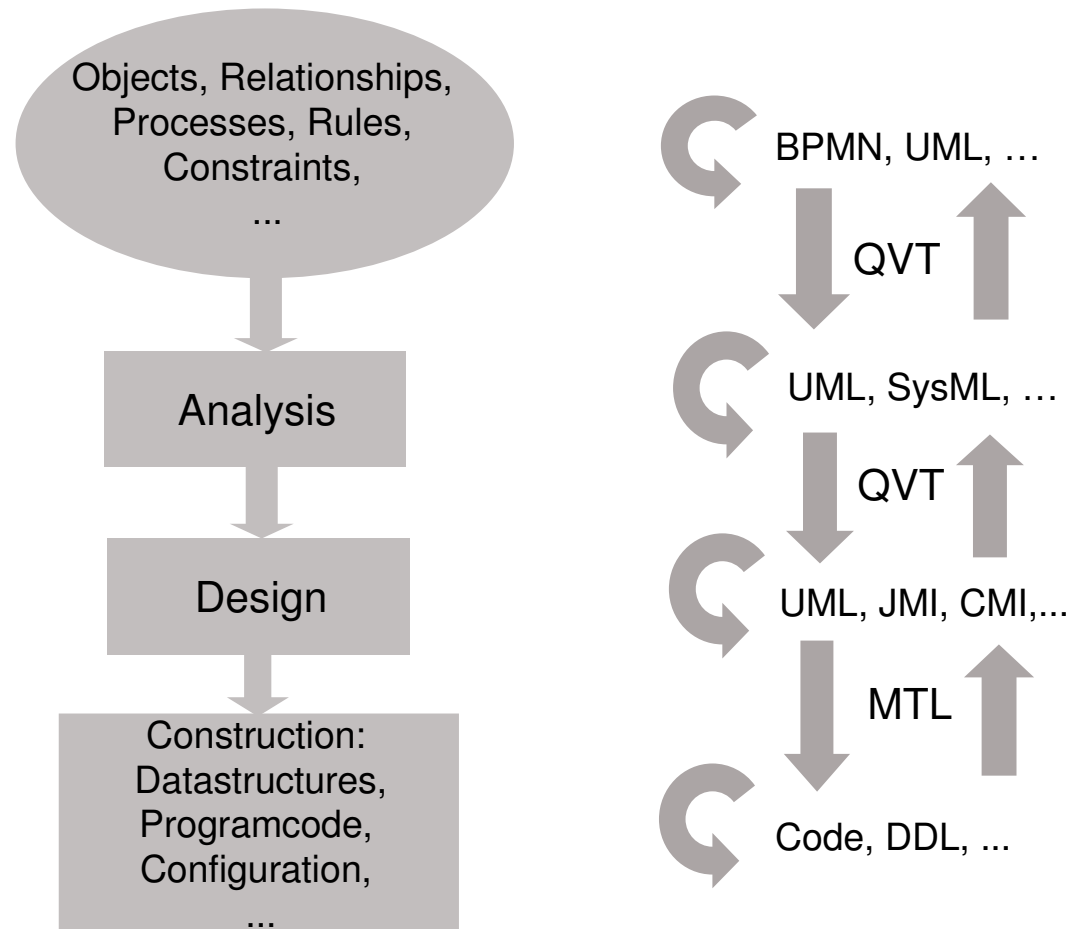 Objects, Relationships,
Processes, Rules,
Constraints,
...
Analysis
Design
Construction:
Datastructures,
Programcode,
Configuration,
...
BPMN, UML, …
QVT
UML, SysML, …
QVT
UML, JMI, CMI,...
MTL
Code, DDL, ...